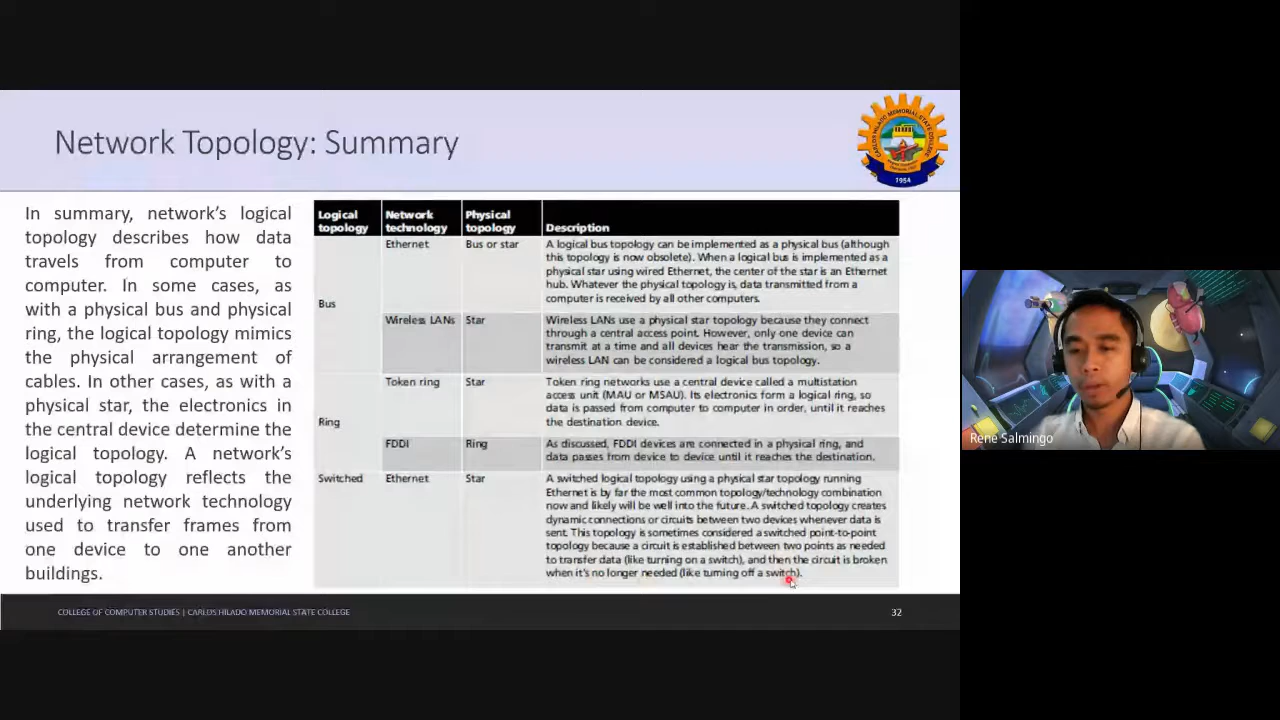 Network Topology: Summary
CARLOS HILADO MEMORIAL STATE COLLEGE
1954
In summary, network's logical
topology describes how data
travels from computer to
computer. In some cases, as
with a physical bus and physical
ring, the logical topology mimics
the physical arrangement of
cables. In other cases, as with a
physical star, the electronics in
the central device determine the
logical topology. A network's
logical topology reflects the
underlying network technology
used to transfer frames from
one device to one another
buildings.
Logical topology Network technology Physical topology Description
Bus
Ethernet Bus or star
A logical bus topology can be implemented as a physical bus (although
this topology is now obsolete). When a logical bus is implemented as a
physical star using wired Ethernet, the center of the star is an Ethernet
hub. Whatever the physical topology is, data transmitted from a
computer is received by all other computers.
Wireless LANs Star
Wireless LANs use a physical star topology because they connect
through a central access point. However, only one device can
transmit at a time and all devices hear the transmission, so a
wireless LAN can be considered a logical bus topology.
Ring
Token ring Star
Token ring networks use a central device called a multistation
access unit (MAU or MSAU). Its electronics form a logical ring, so
data is passed from computer to computer in order, until it reaches
the destination device.
FDDI Ring
As discussed, FDDI devices are connected in a physical ring, and
data passes from device to device until it reaches the destination.
Switched Ethernet Star
A switched logical topology using a physical star topology running
Ethernet is by far the most common topology/technology combination
now and likely will be well into the future. A switched topology creates
dynamic connections or circuits between two devices whenever data is
sent. This topology is sometimes considered a switched point-to-point
topology because a circuit is established between two points as needed
to transfer data (like turning on a switch), and then the circuit is broken
when it's no longer needed (like turning off a switch).
COLLEGE OF COMPUTER STUDIES | CARLOS HILADO MEMORIAL STATE COLLEGE
32
Rene Salmingo